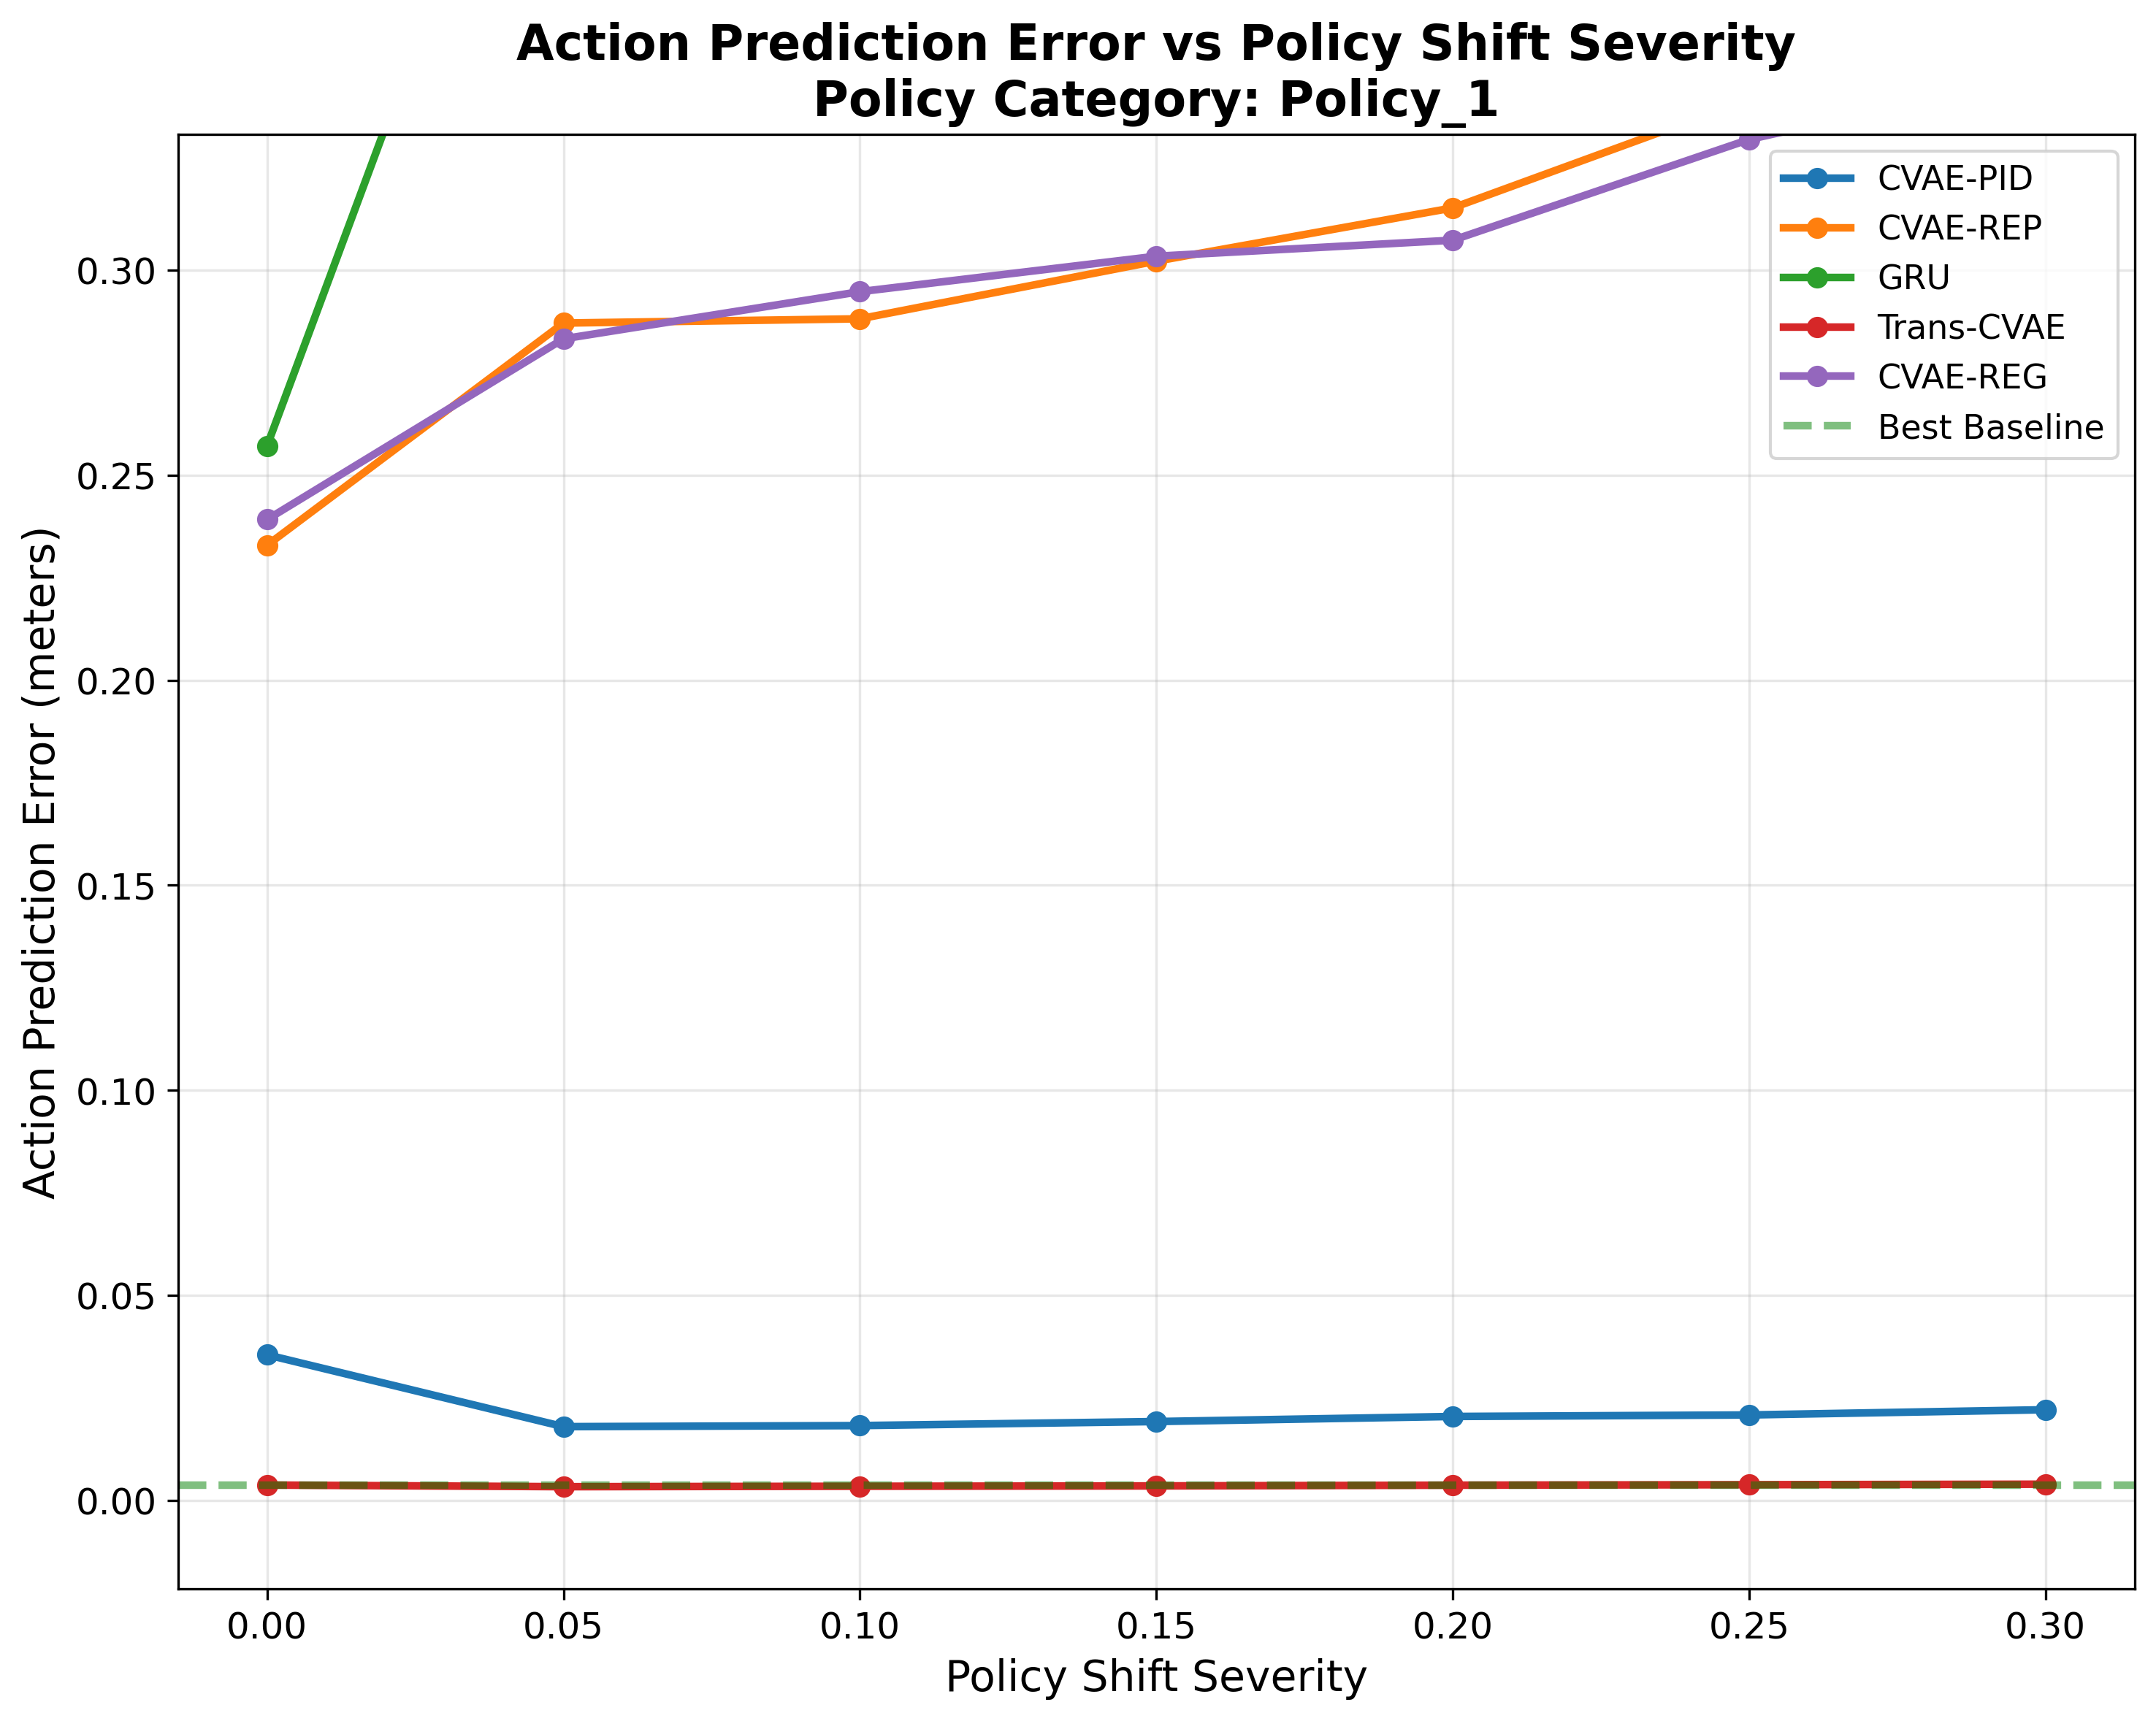 Action Prediction Error vs Policy Shift Severity
Policy Category: Policy_1
CVAE-PID
CVAE-REP
GRU
Trans-CVAE
CVAE-REG
Best Baseline
Action Prediction Error (meters)
0.30
0.25
0.20
0.15
0.10
0.05
0.00
0.00 0.05 0.10 0.15 0.20 0.25 0.30
Policy Shift Severity